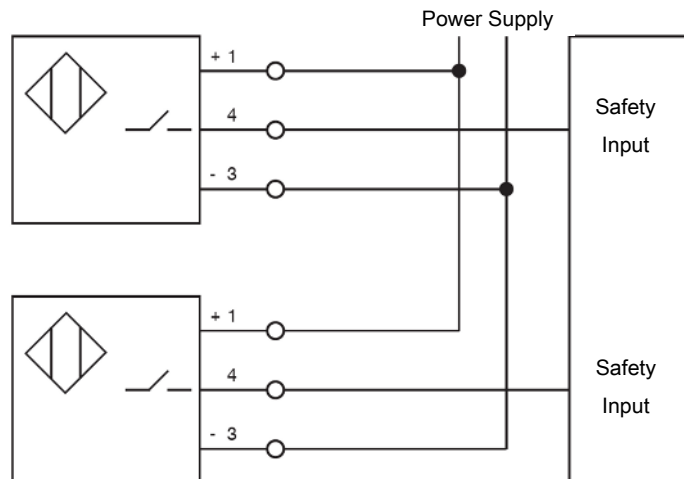 Power Supply
+ 1
4
- 3
Safety
Input
+ 1
4
- 3
Safety
Input